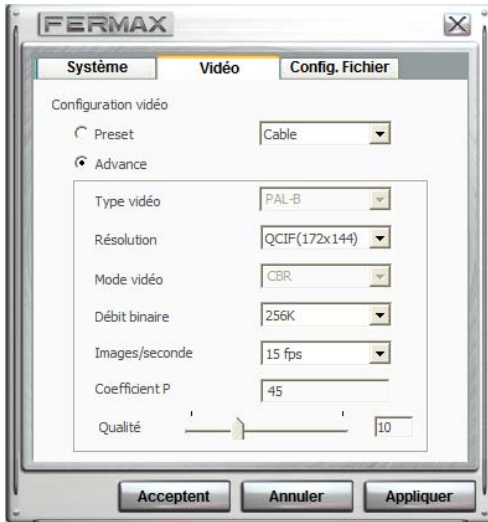 FERMAX
Système Vidéo Config. Fichier
Configuration vidéo
Preset Cable
Advance
Type vidéo PAL-B
Résolution QCIF(172x144)
Mode vidéo CBR
Débit binaire 256K
Images/seconde 15 fps
Coefficient P 45
Qualité 10
Acceptent Annuler Appliquer